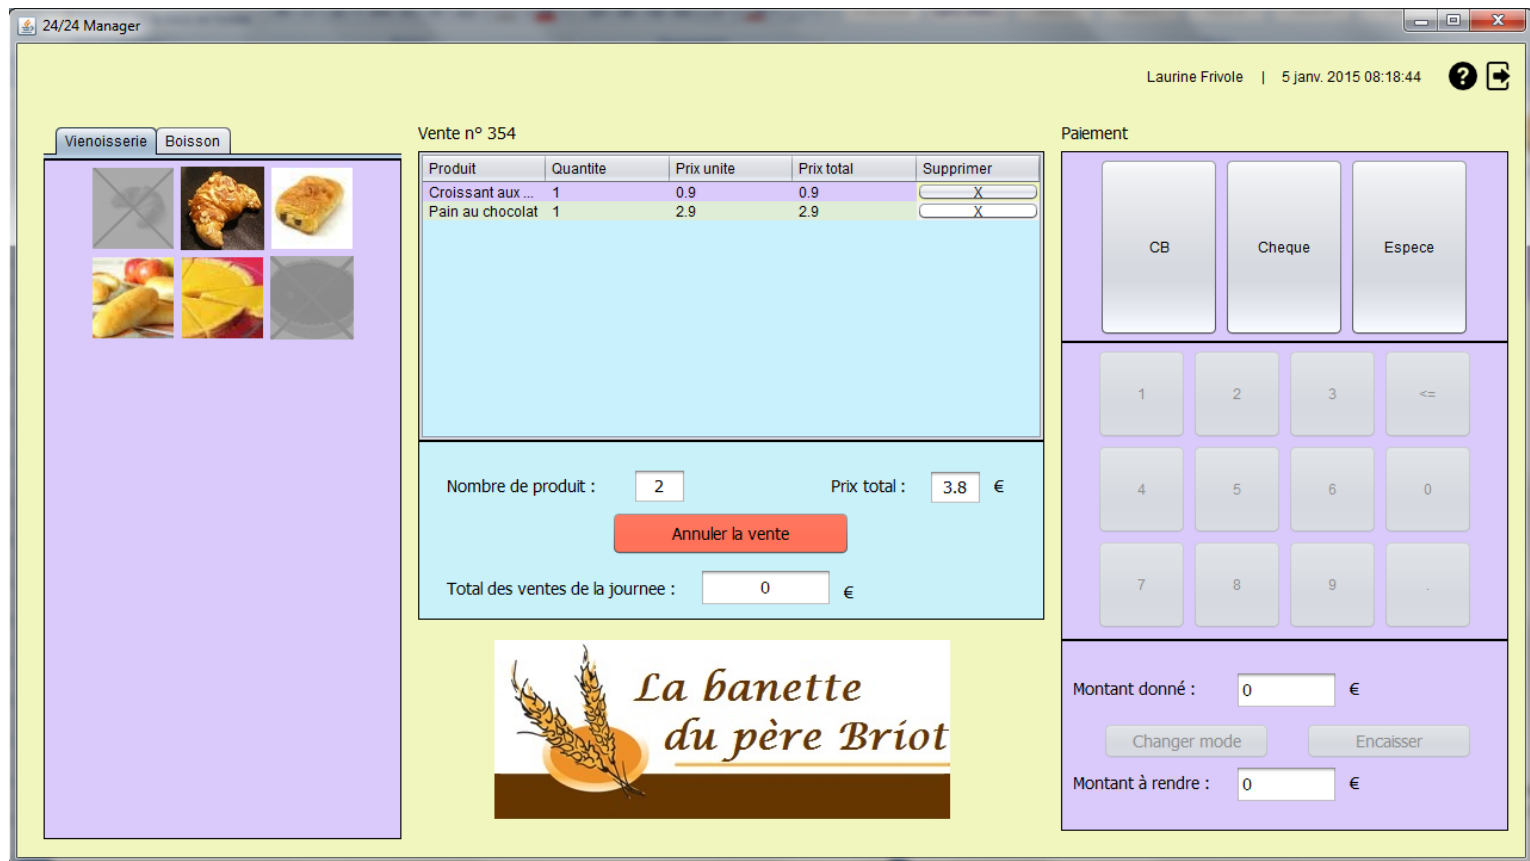 24/24 Manager
Laurine Frivole | 5 janv. 2015 08:18:44
Vienoisserie Boisson
Vente n° 354
Produit Quantite Prix unite Prix total Supprimer
Croissant aux ... 1 0.9 0.9 X
Pain au chocolat 1 2.9 2.9 X
Nombre de produit : 2 Prix total : 3.8 €
Annuler la vente
Total des ventes de la journee : 0 €
La banette
du père Briot
Paiement
CB Cheque Espece
1 2 3 <=
4 5 6 0
7 8 9 .
Montant donné : 0 €
Changer mode Encaisser
Montant à rendre : 0 €